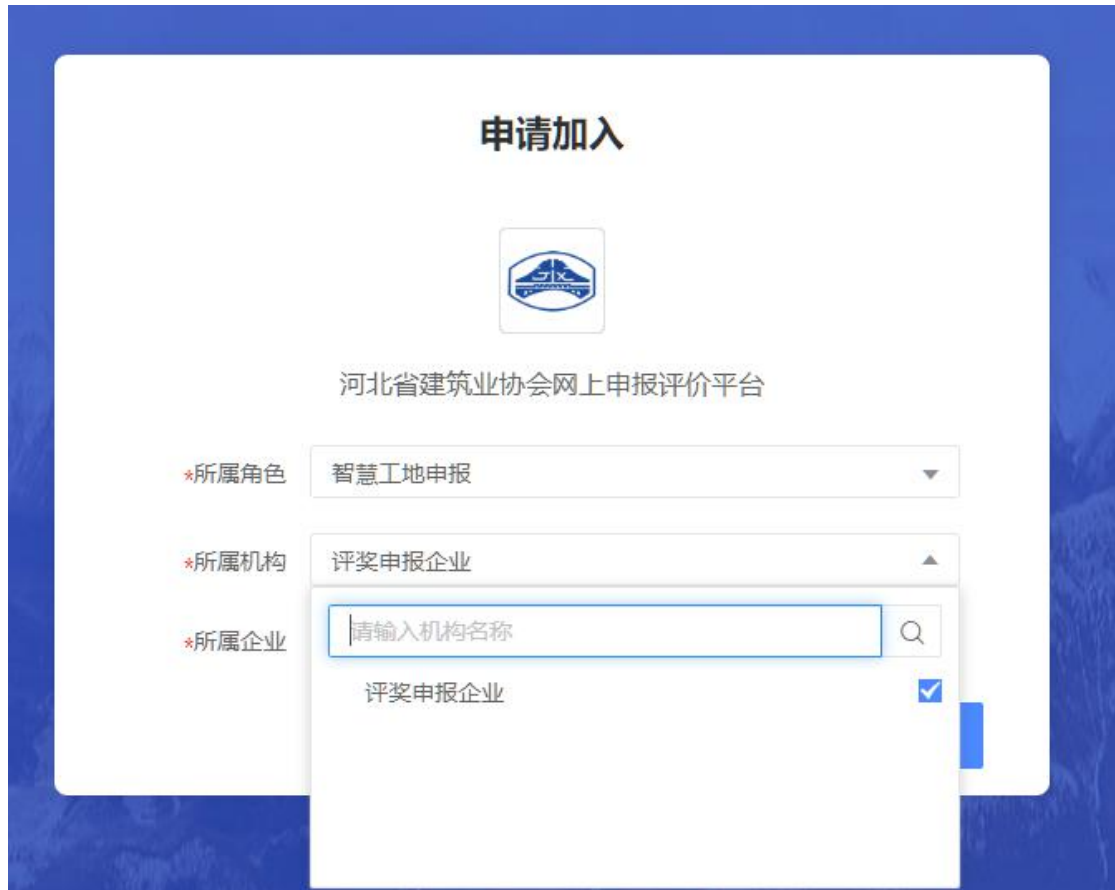 申请加入
JX
河北省建筑业协会网上申报评价平台
*所属角色 智慧工地申报
*所属机构 评奖申报企业
请输入机构名称
*所属企业
评奖申报企业